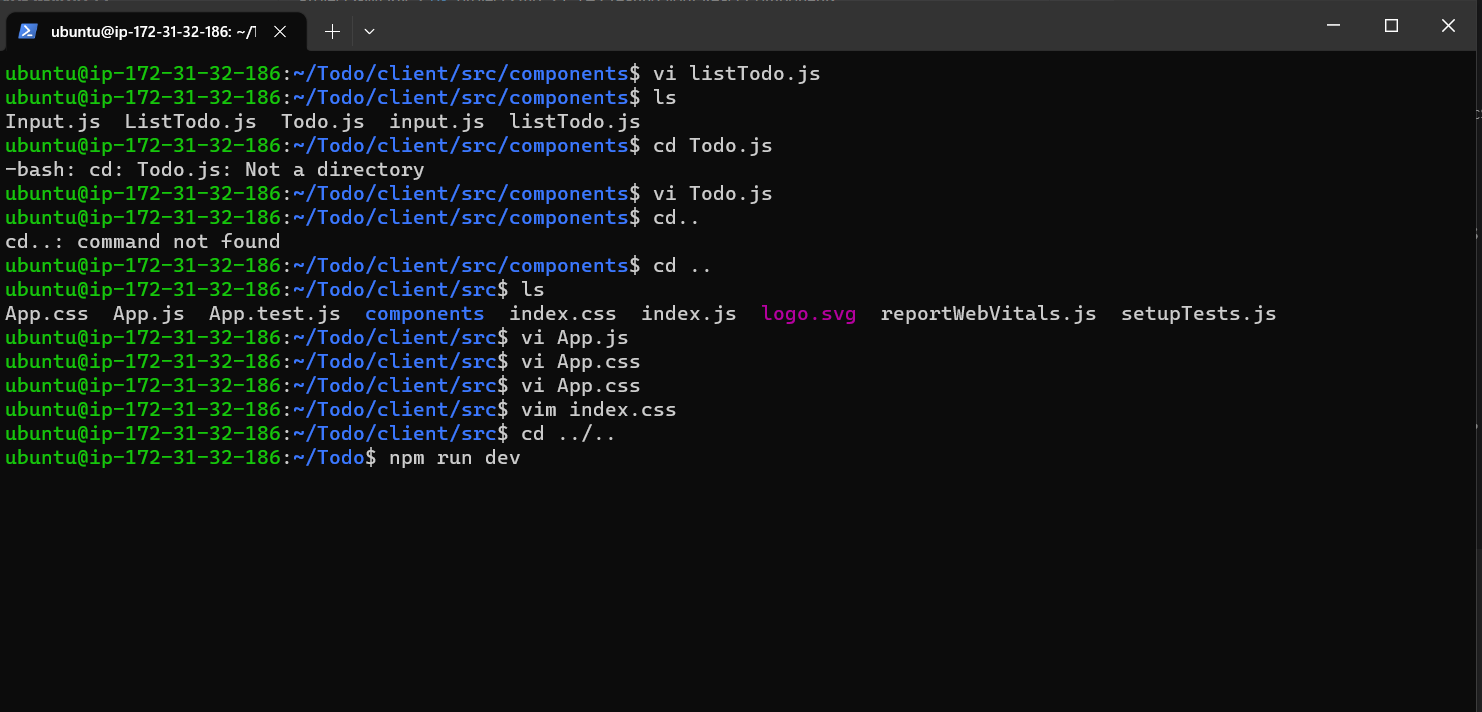 ubuntu@ip-172-31-32-186: ~/T
ubuntu@ip-172-31-32-186:~/Todo/client/src/components$ vi listTodo.js
ubuntu@ip-172-31-32-186:~/Todo/client/src/components$ ls
Input.js  ListTodo.js  Todo.js  input.js  listTodo.js
ubuntu@ip-172-31-32-186:~/Todo/client/src/components$ cd Todo.js
-bash: cd: Todo.js: Not a directory
ubuntu@ip-172-31-32-186:~/Todo/client/src/components$ vi Todo.js
ubuntu@ip-172-31-32-186:~/Todo/client/src/components$ cd..
cd..: command not found
ubuntu@ip-172-31-32-186:~/Todo/client/src/components$ cd ..
ubuntu@ip-172-31-32-186:~/Todo/client/src$ ls
App.css  App.js  App.test.js  components  index.css  index.js  logo.svg  reportWebVitals.js  setupTests.js
ubuntu@ip-172-31-32-186:~/Todo/client/src$ vi App.js
ubuntu@ip-172-31-32-186:~/Todo/client/src$ vi App.css
ubuntu@ip-172-31-32-186:~/Todo/client/src$ vi App.css
ubuntu@ip-172-31-32-186:~/Todo/client/src$ vim index.css
ubuntu@ip-172-31-32-186:~/Todo/client/src$ cd ../..
ubuntu@ip-172-31-32-186:~/Todo$ npm run dev